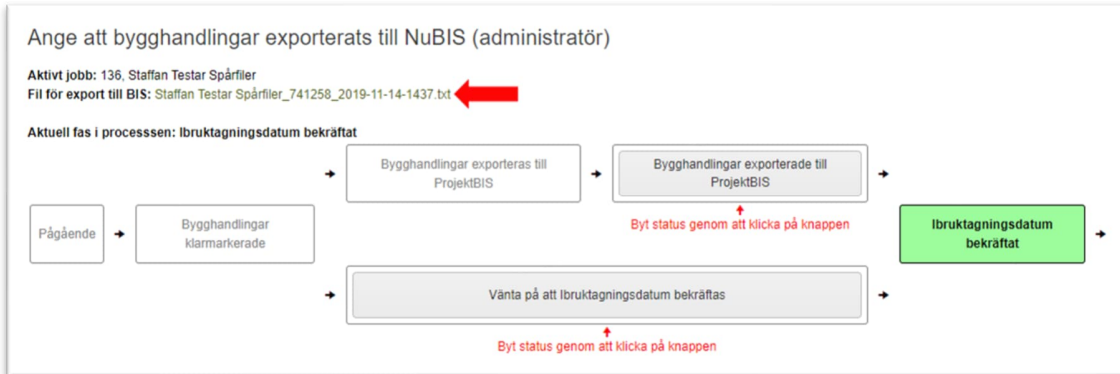 Ange att bygghandlingar exporterats till NuBIS (administratör)
Aktivt jobb: 136, Staffan Testar Spårfiler
Fil för export till BIS: Staffan Testar Spårfiler_741258_2019-11-14-1437.txt
Aktuell fas i processsen: Ibruktagningsdatum bekräftat
Pågående
Bygghandlingar
klarmarkerade
Bygghandlingar exporteras till
ProjektBIS
Bygghandlingar exporterade till
ProjektBIS
Byt status genom att klicka på knappen
Vänta på att Ibruktagningsdatum bekräftas
Byt status genom att klicka på knappen
Ibruktagningsdatum
bekräftat